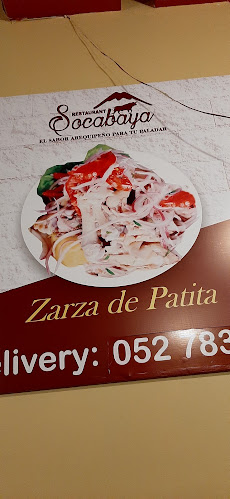 RESTAURANT
Socabaya
EL SABOR AREQUIPEÑO PARA TU PALADAR
Zarza de Patita
elivery: 052 783